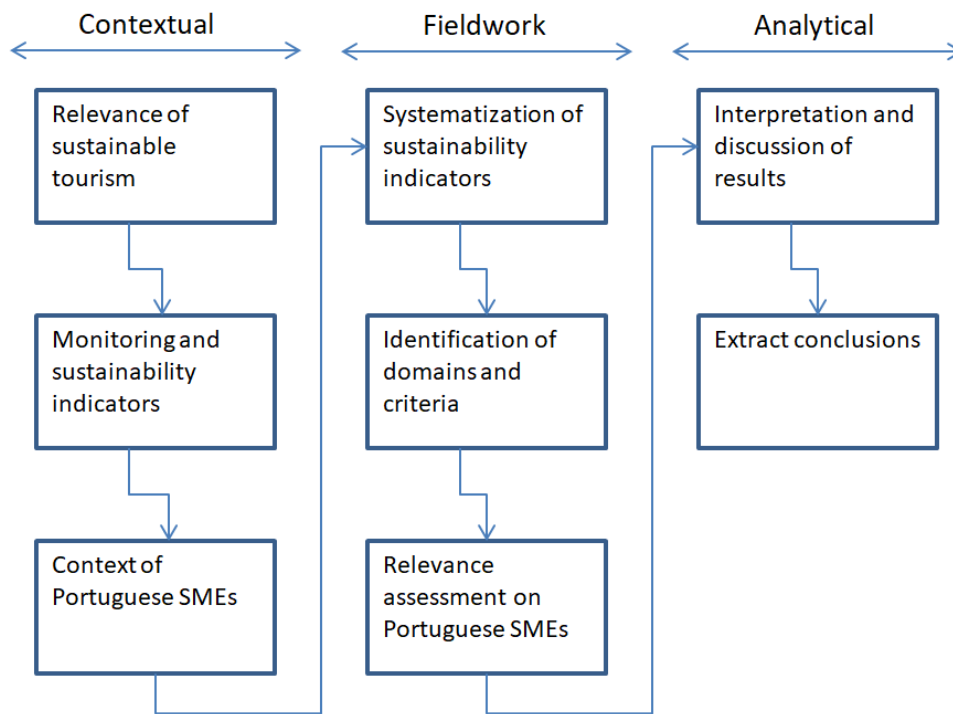 Contextual
Fieldwork
Analytical
Relevance of
sustainable
tourism
Monitoring and
sustainability
indicators
Context of
Portuguese SMEs
Systematization of
sustainability
indicators
Identification of
domains and
criteria
Relevance
assessment on
Portuguese SMEs
Interpretation and
discussion of
results
Extract conclusions